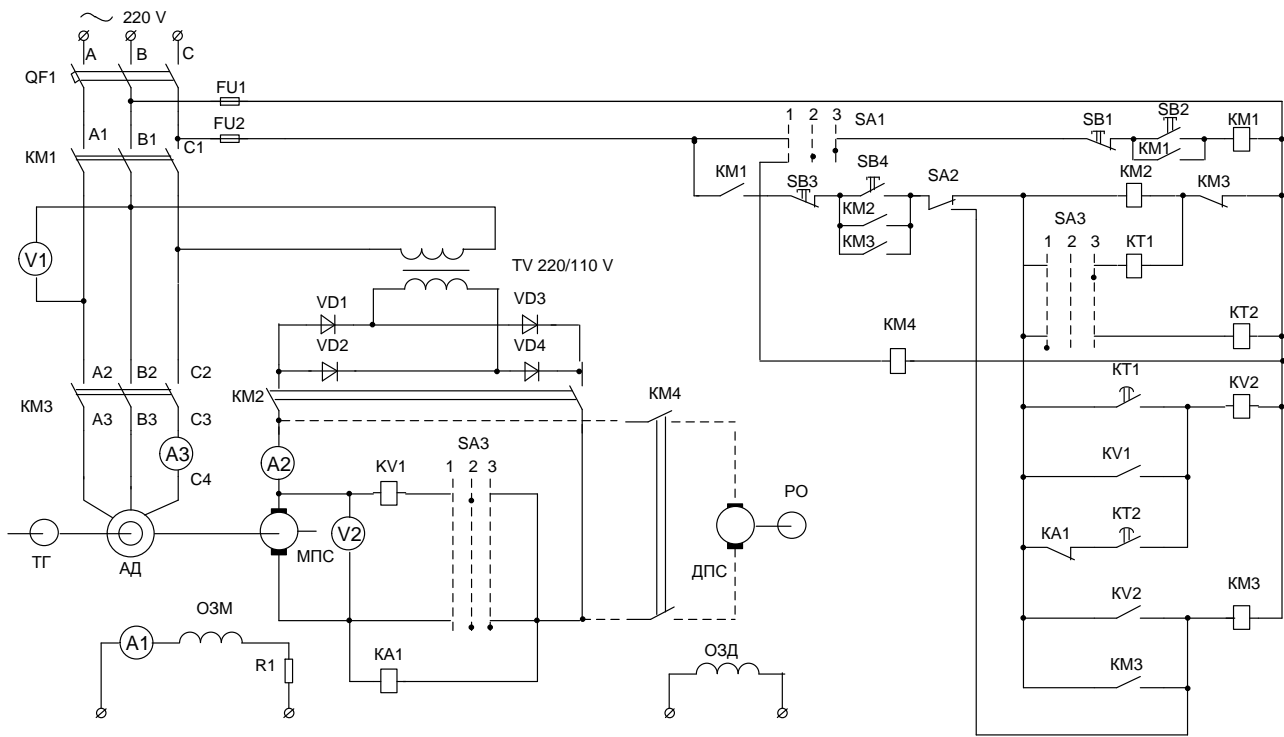 220 V
A B C
QF1
FU1
FU2
A1 B1 C1
KM1
V1
TV 220/110 V
VD1 VD3
VD2 VD4
A2 B2 C2
KM3
A3 B3 C3
A3
C4
KM2
A2
KV1
SA3
1 2 3
V2
МПС
ТГ
АД
KM4
РО
ДПС
ОЗМ
A1
R1
KA1
ОЗД
1 2 3
SA1
SB1
SB2
KM1
KM1
KM1
SB3
SB4
KM2
KM3
SA2
KM2
KM3
SA3
1 2 3
KT1
KT2
KM4
KT1
KV2
KV1
KT2
KA1
KV2
KM3
KM3